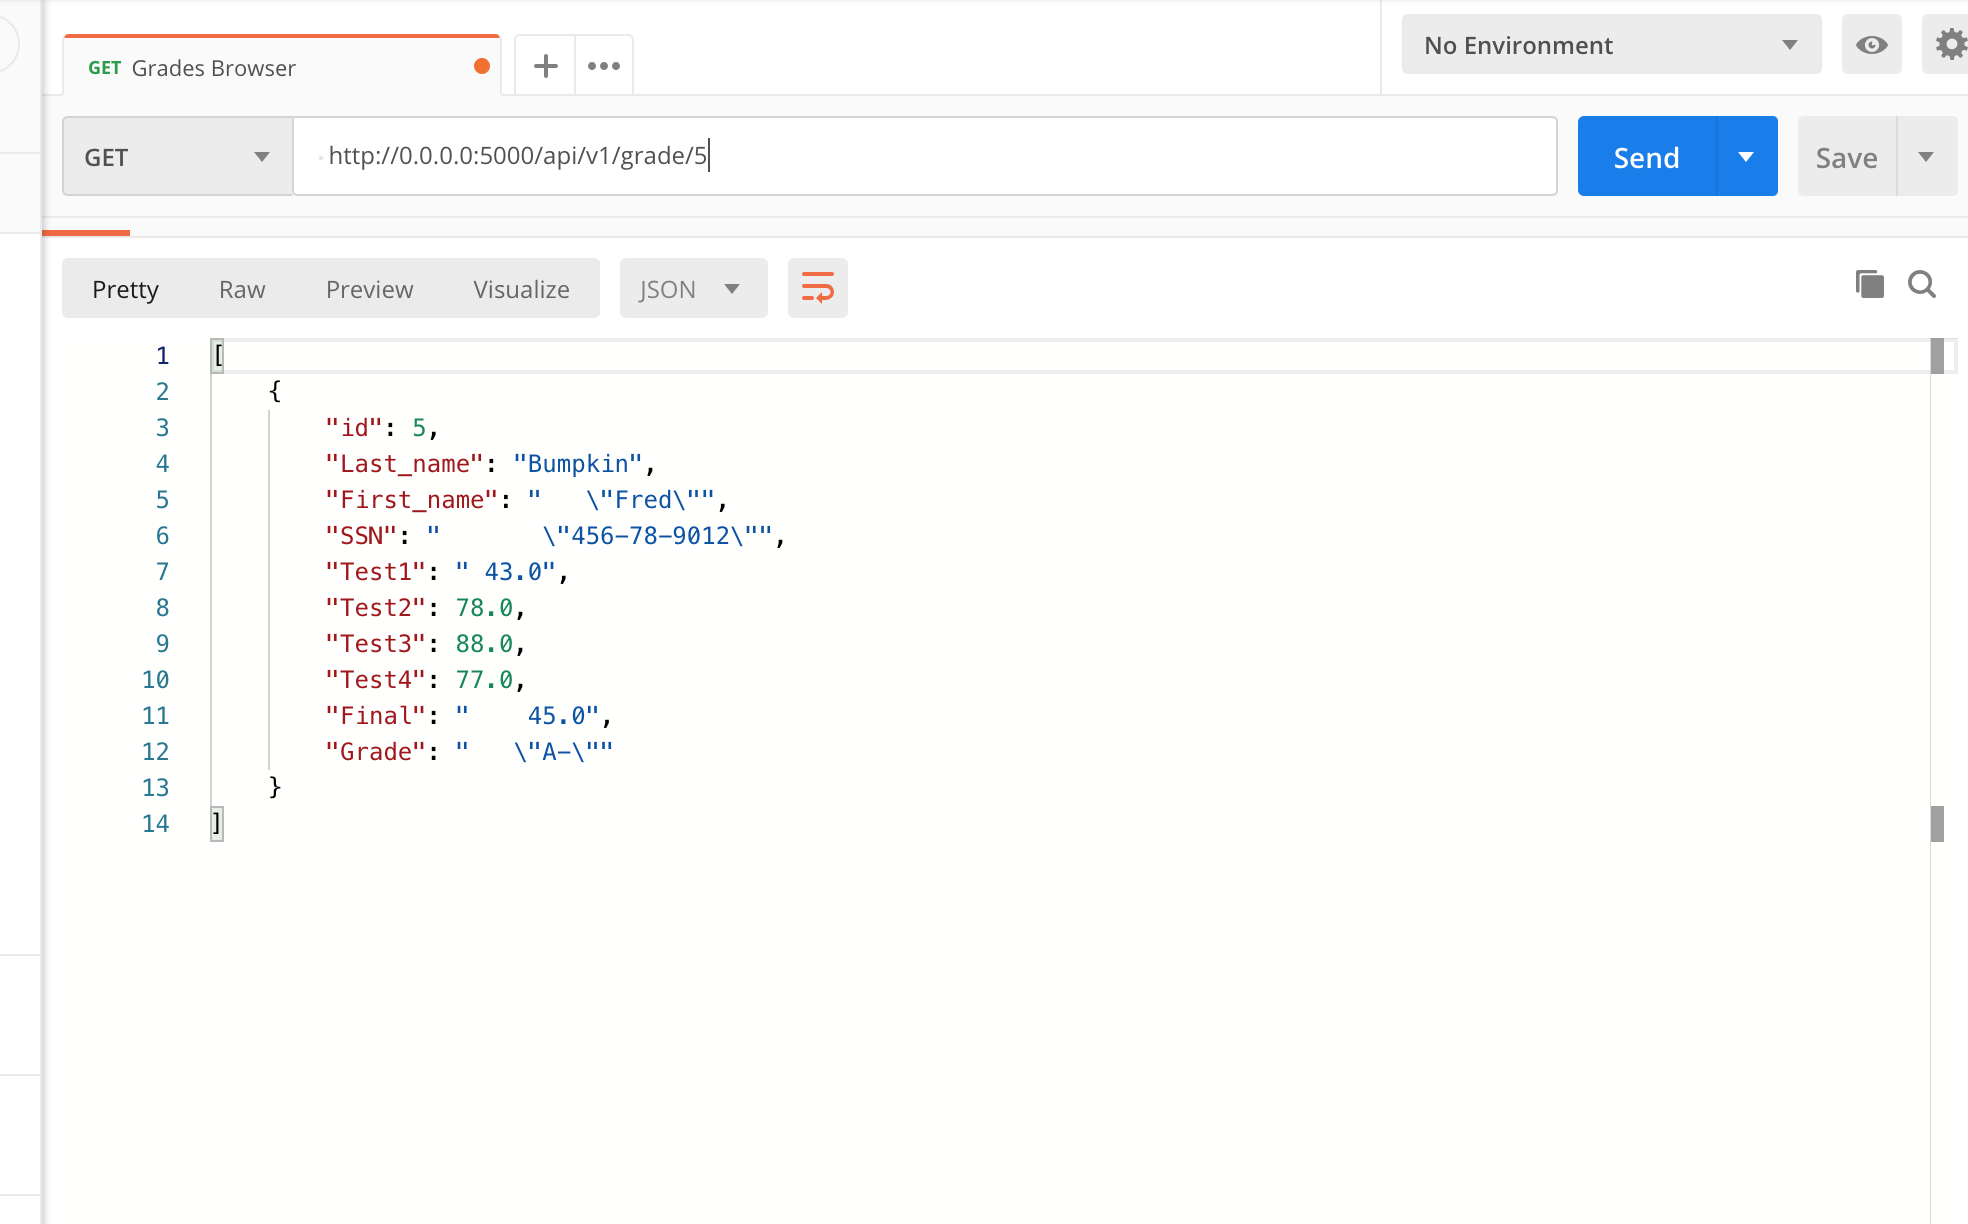 GET Grades Browser
No Environment
GET http://0.0.0.0:5000/api/v1/grade/5 Send Save
Pretty Raw Preview Visualize JSON
1 [
2     {
3         "id": 5,
4         "Last_name": "Bumpkin",
5         "First_name": "   \"Fred\"",
6         "SSN": "       \"456-78-9012\"",
7         "Test1": " 43.0",
8         "Test2": 78.0,
9         "Test3": 88.0,
10         "Test4": 77.0,
11         "Final": "    45.0",
12         "Grade": "   \"A-\""
13     }
14 ]